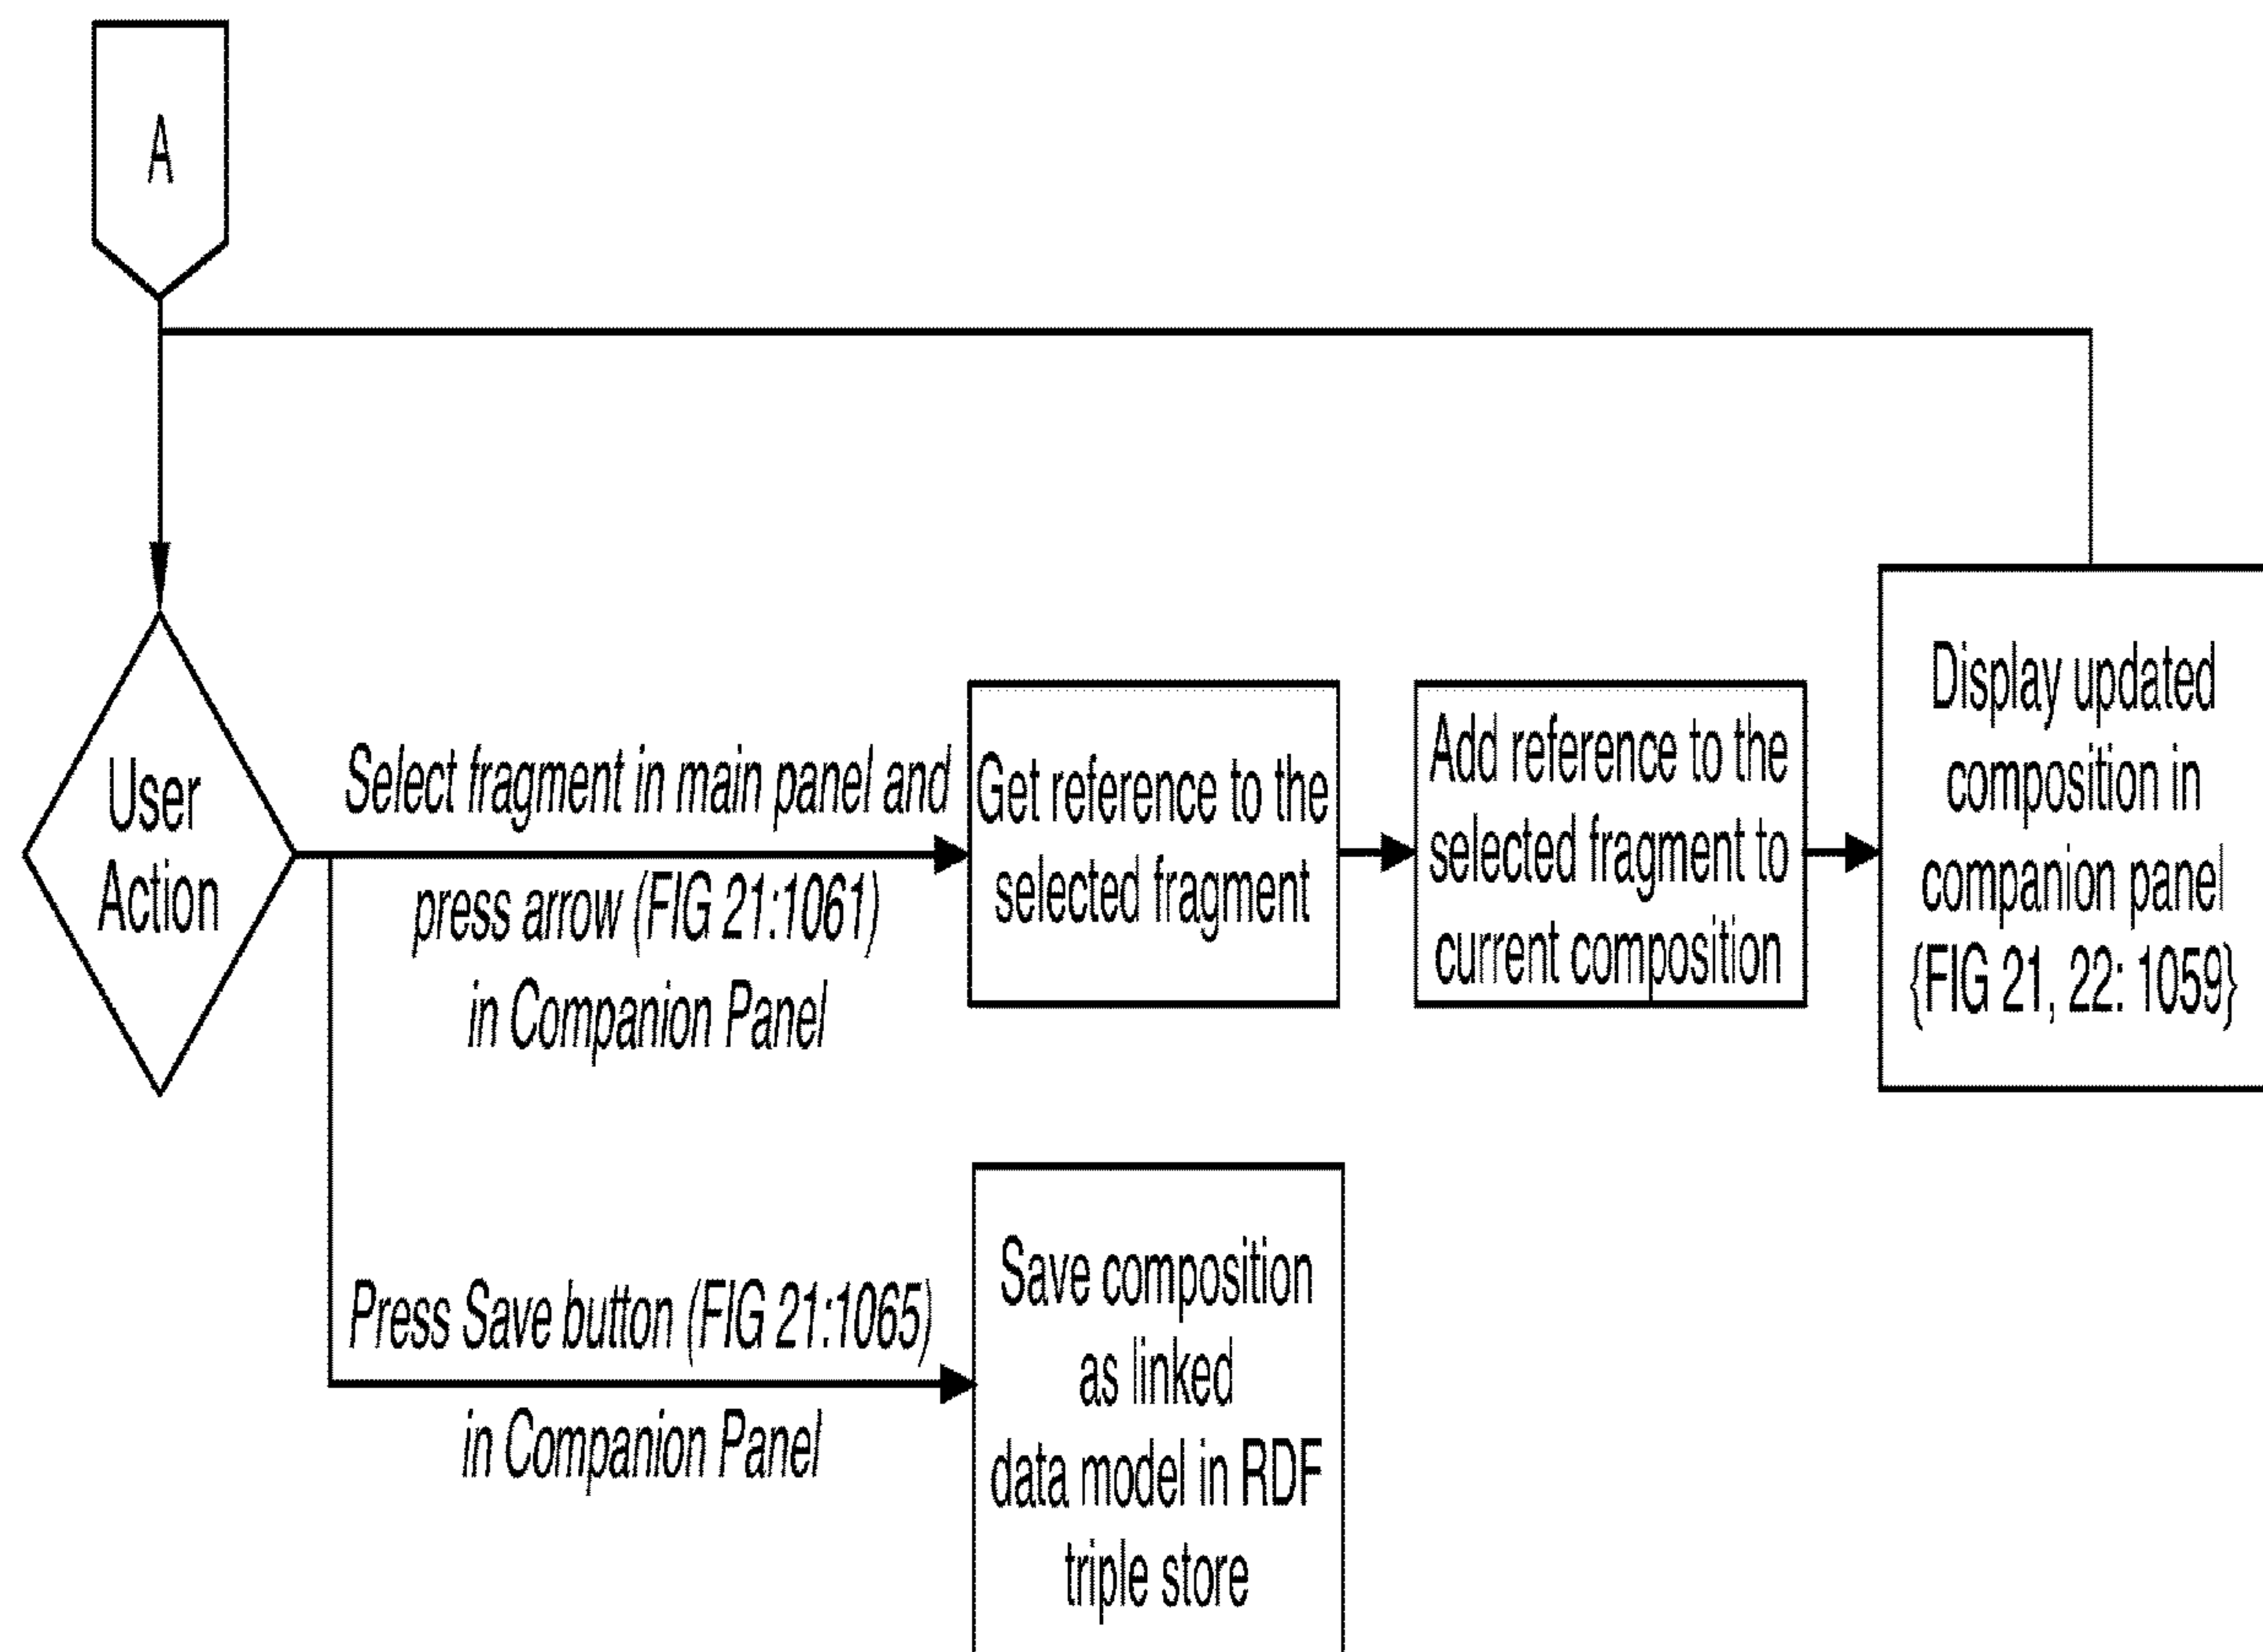 A
User
Action
Select fragment in main panel and
press arrow (FIG 21:1061)
in Companion Panel
Get reference to the
selected fragment
Add reference to the
selected fragment to
current composition
Display updated
composition in
companion panel
{FIG 21, 22: 1059}
Press Save button (FIG 21:1065)
in Companion Panel
Save composition
as linked
data model in RDF
triple store